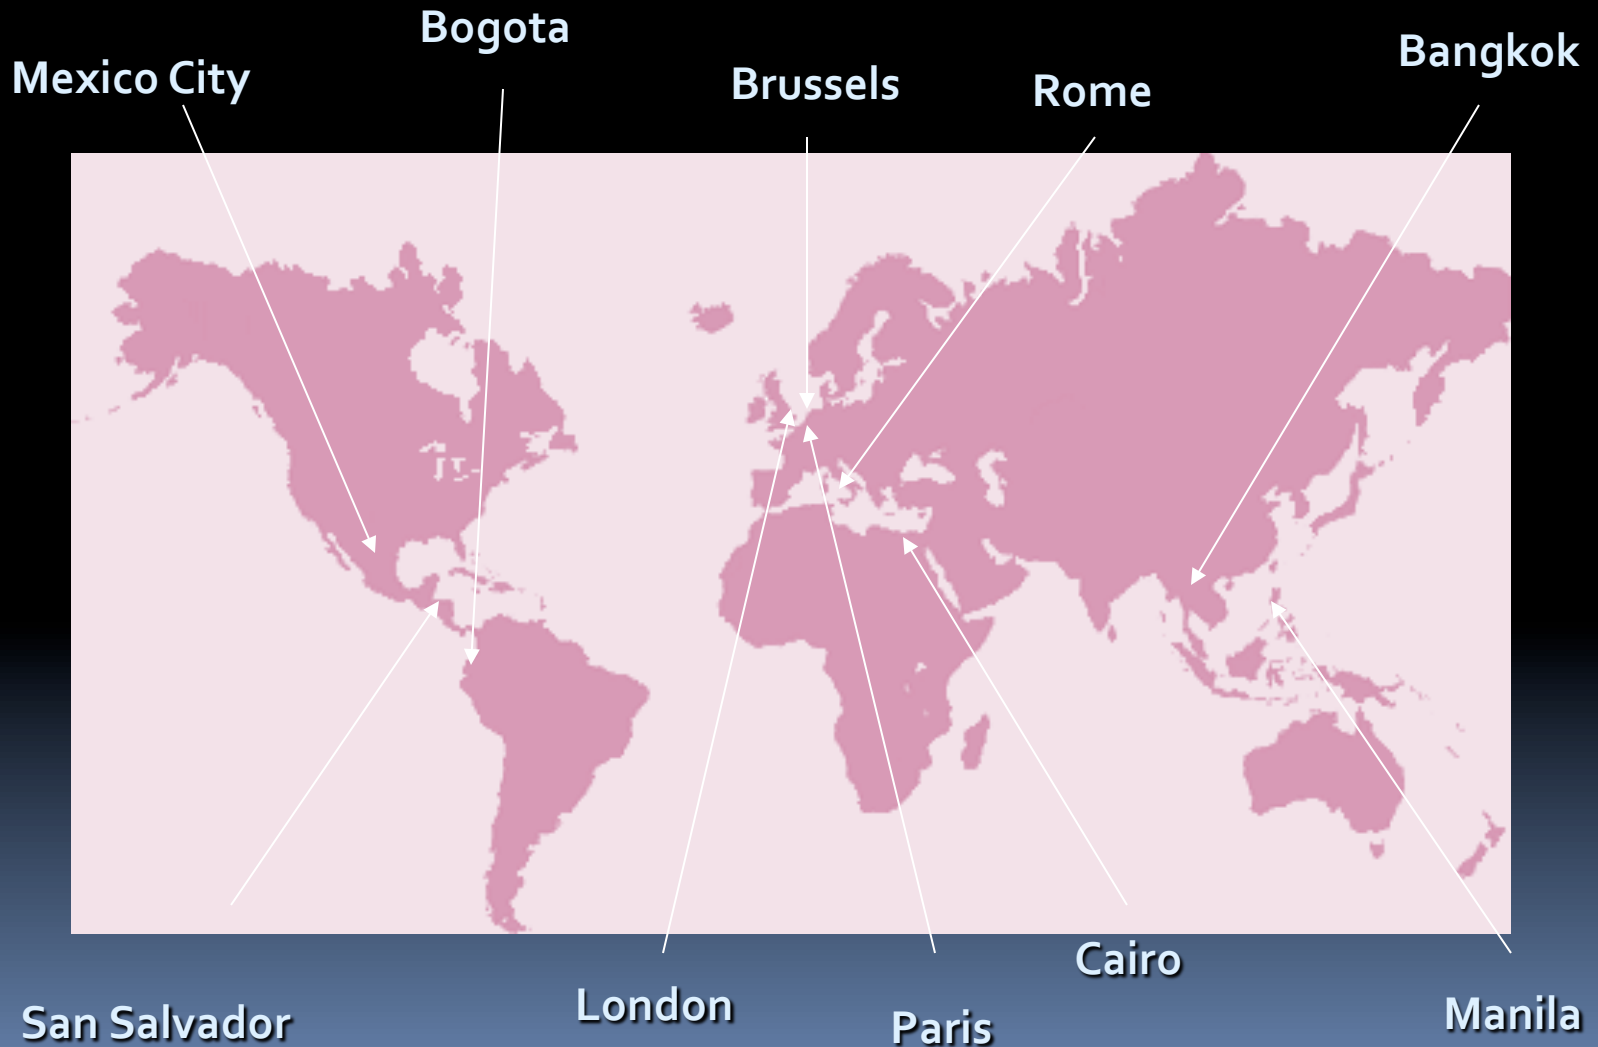 Bogota
Mexico City
Brussels
Rome
Bangkok
San Salvador
London
Paris
Cairo
Manila